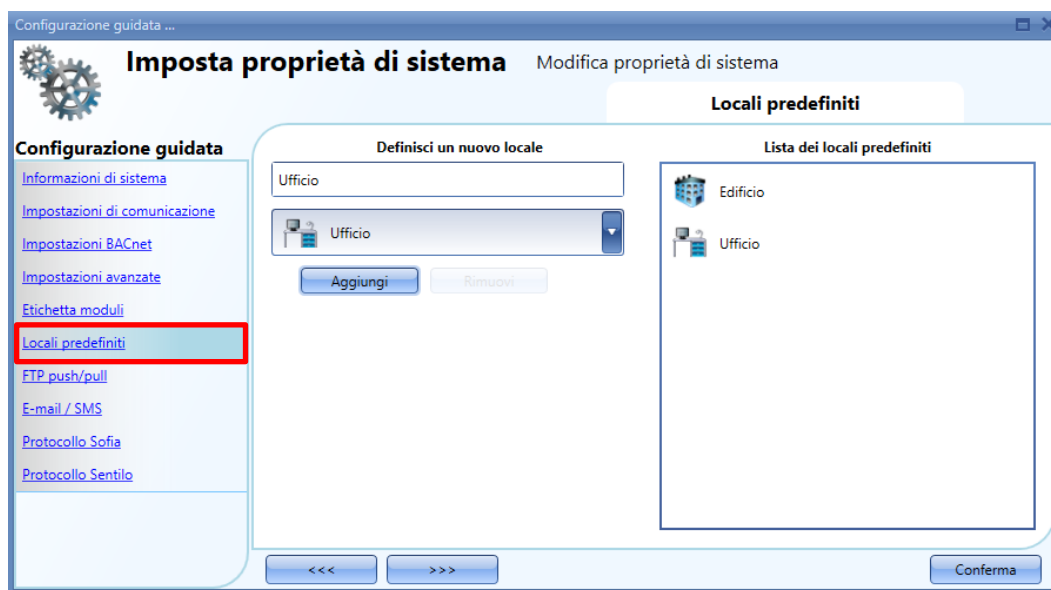 Configurazione guidata ...
Imposta proprietà di sistema Modifica proprietà di sistema
Locali predefiniti
Configurazione guidata
Informazioni di sistema
Impostazioni di comunicazione
Impostazioni BACnet
Impostazioni avanzate
Etichetta moduli
Locali predefiniti
FTP push/pull
E-mail / SMS
Protocollo Sofia
Protocollo Sentilo
Definisci un nuovo locale
Ufficio
Ufficio
Aggiungi Rimuovi
Lista dei locali predefiniti
Edificio
Ufficio
<<< >>> Conferma